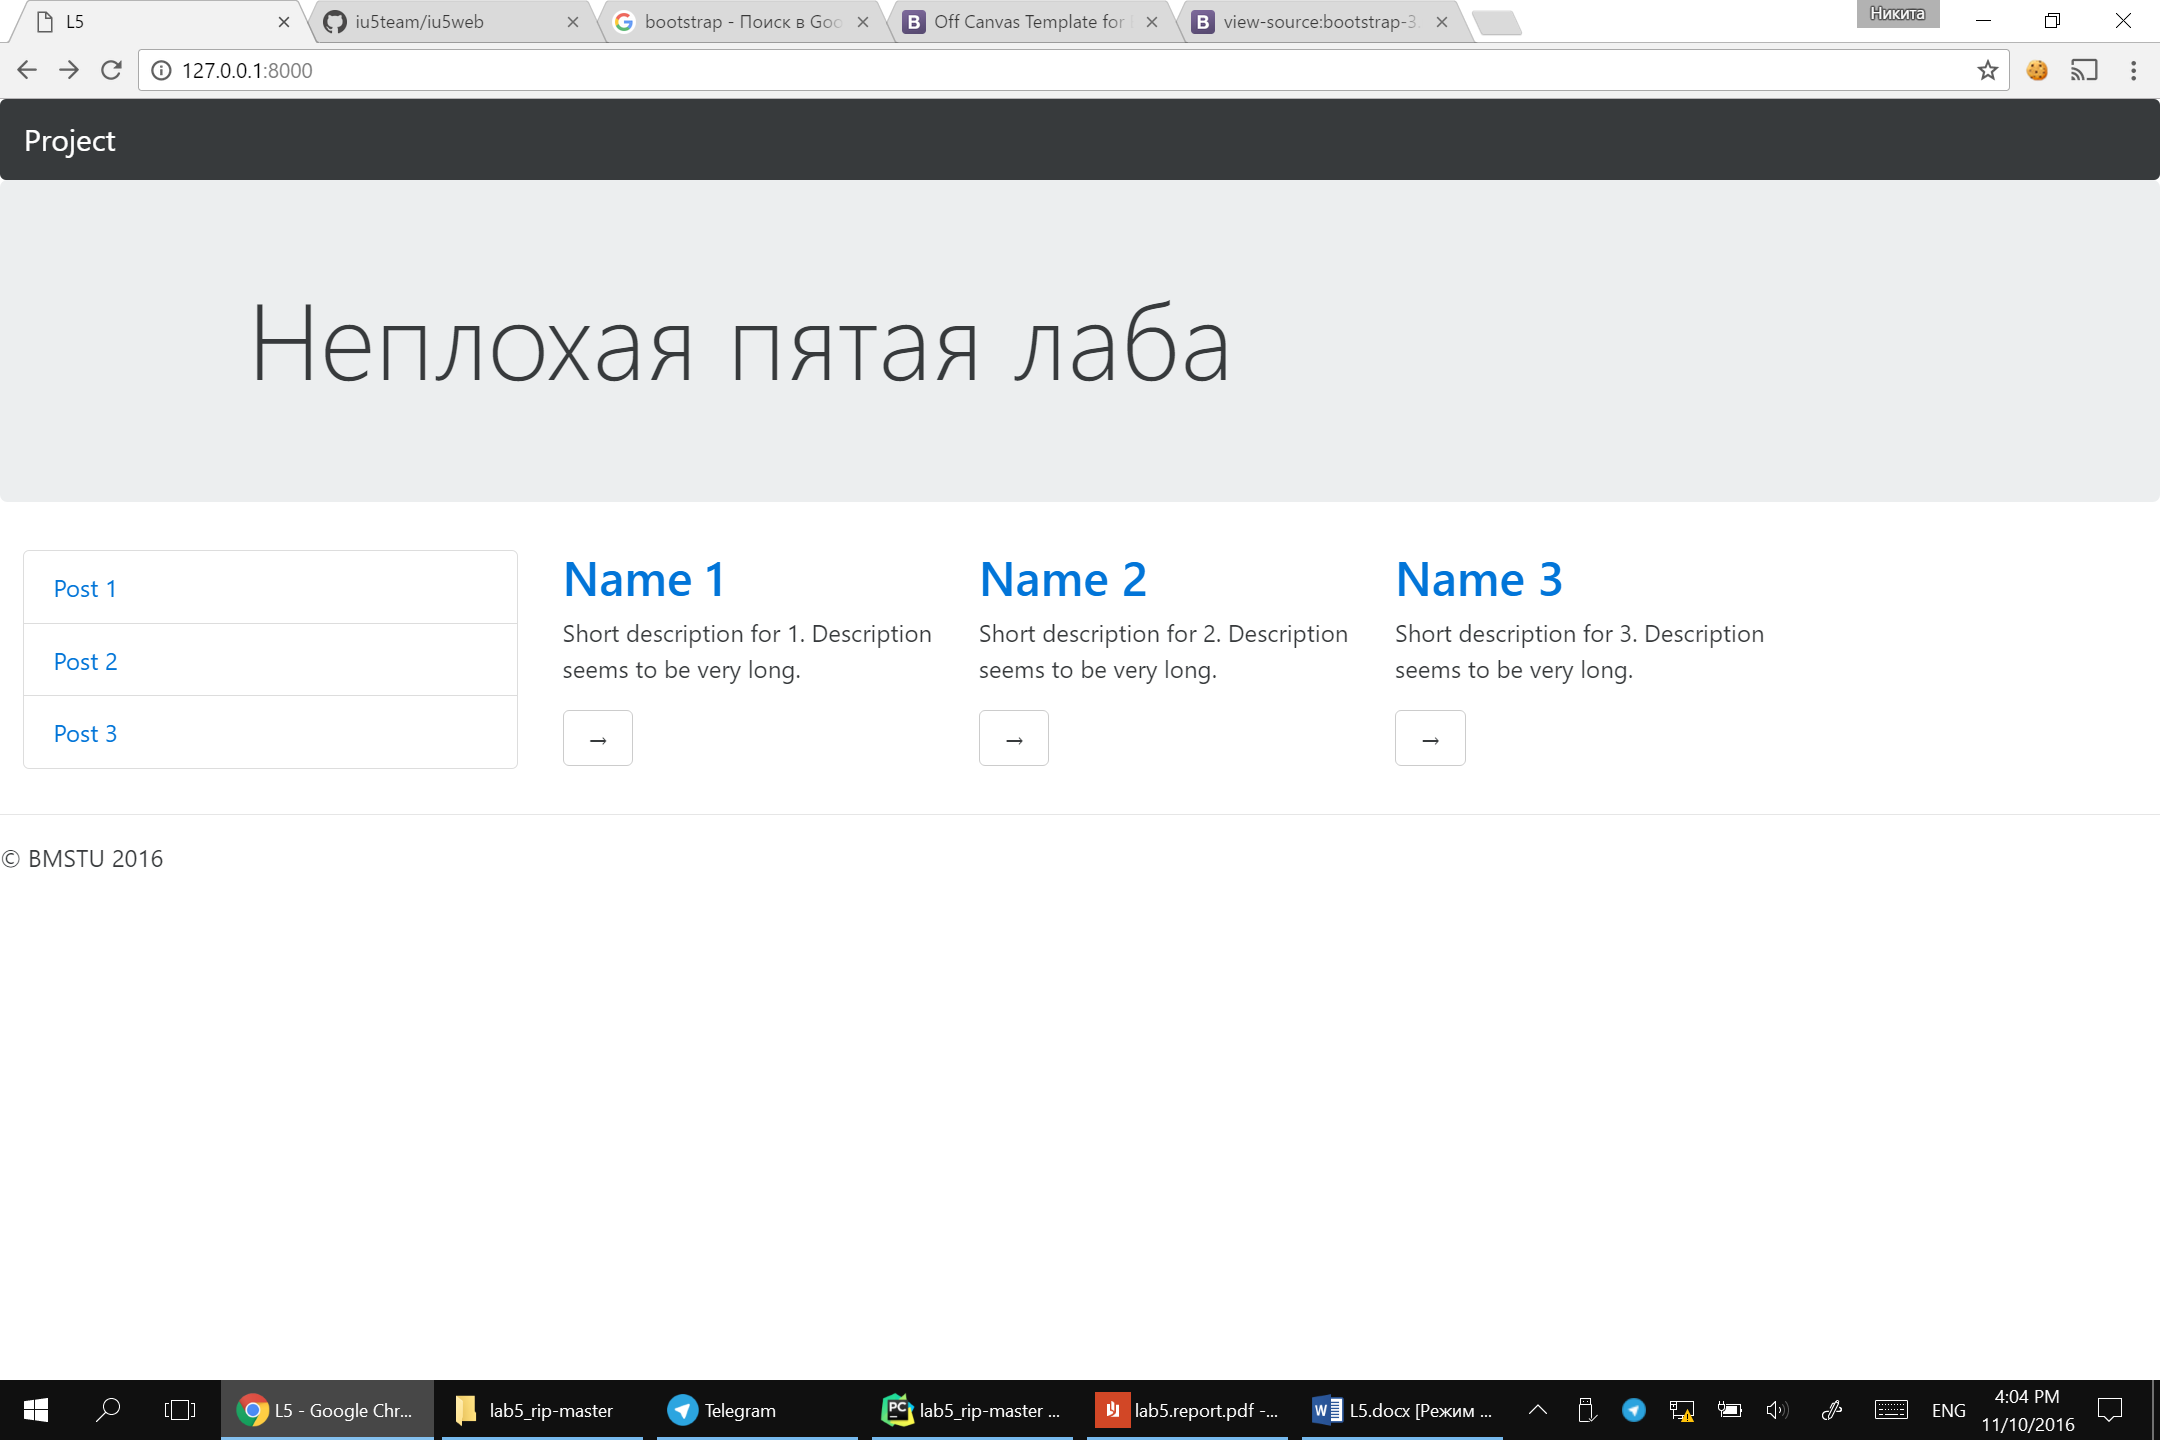 L5
iu5team/iu5web
bootstrap - Поиск в Goo
Off Canvas Template for
view-source:bootstrap-3.
Никита
127.0.0.1:8000
Project
Неплохая пятая лаба
Post 1
Post 2
Post 3
Name 1
Short description for 1. Description
seems to be very long.
→
Name 2
Short description for 2. Description
seems to be very long.
→
Name 3
Short description for 3. Description
seems to be very long.
→
© BMSTU 2016
L5 - Google Chr...
lab5_rip-master
Telegram
lab5_rip-master ...
lab5.report.pdf -...
L5.docx [Режим ...
ENG
4:04 PM
11/10/2016